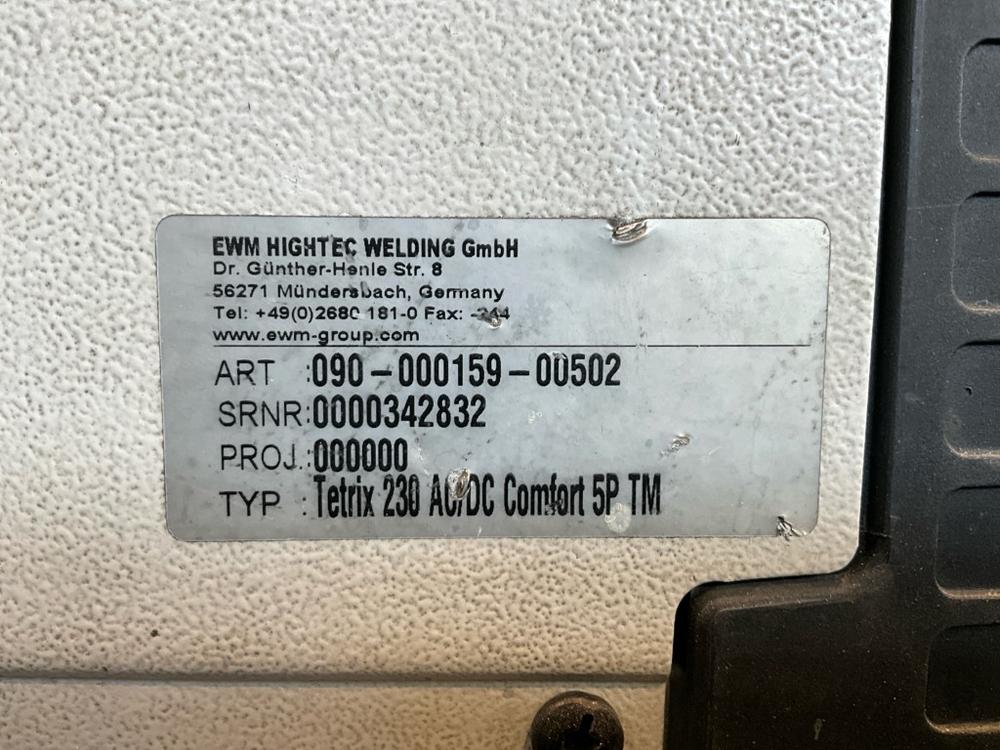 EWM HIGHTEC WELDING GmbH
Dr. Günther-Henle Str. 8
56271 Mündersbach, Germany
Tel: +49(0)2680 181-0 Fax: -244
www.ewm-group.com
ART :090-000159-00502
SRNR:0000342832
PROJ.:000000
TYP :Tetrix 230 AC/DC Comfort 5P TM